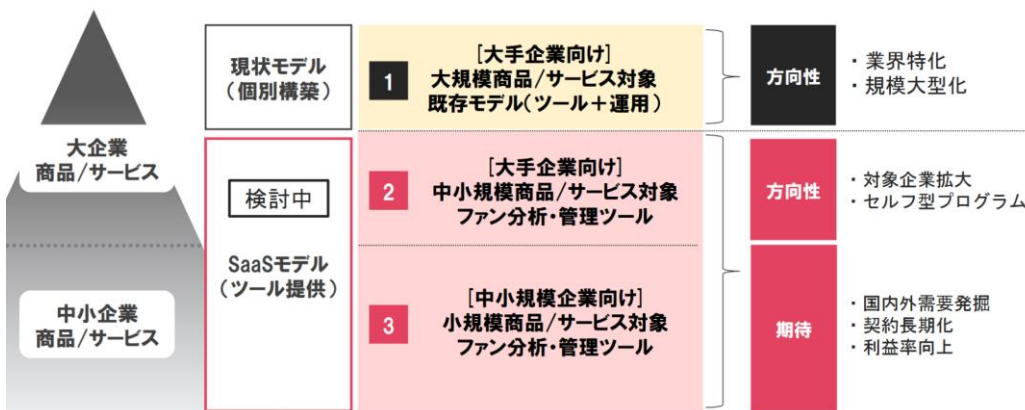 大企業
商品/サービス
中小企業
商品/サービス
現状モデル
（個別構築）
検討中
SaaSモデル
（ツール提供）
1
[大手企業向け]
大規模商品/サービス対象
既存モデル（ツール＋運用）
2
[大手企業向け]
中小規模商品/サービス対象
ファン分析・管理ツール
3
[中小規模企業向け]
小規模商品/サービス対象
ファン分析・管理ツール
方向性
・業界特化
・規模大型化
方向性
・対象企業拡大
・セルフ型プログラム
期待
・国内外需要発掘
・契約長期化
・利益率向上